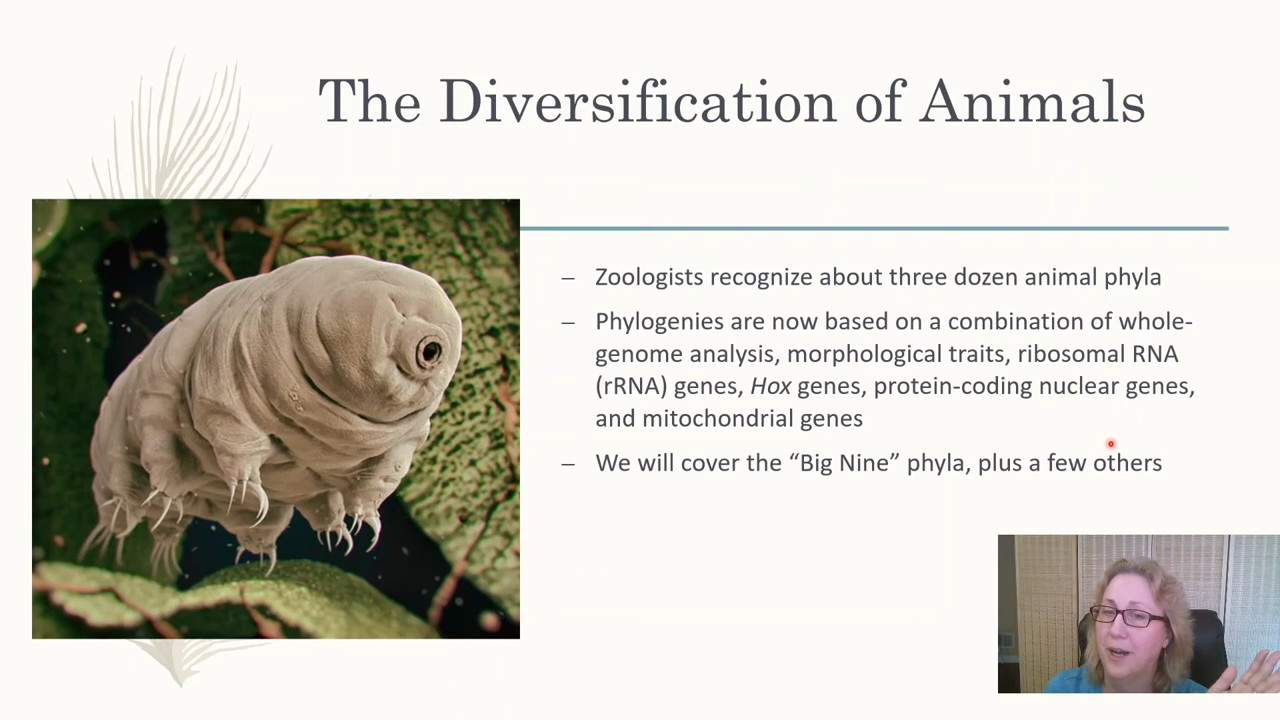 The Diversification of Animals
– Zoologists recognize about three dozen animal phyla
– Phylogenies are now based on a combination of whole-
genome analysis, morphological traits, ribosomal RNA
(rRNA) genes, Hox genes, protein-coding nuclear genes,
and mitochondrial genes
– We will cover the “Big Nine” phyla, plus a few others